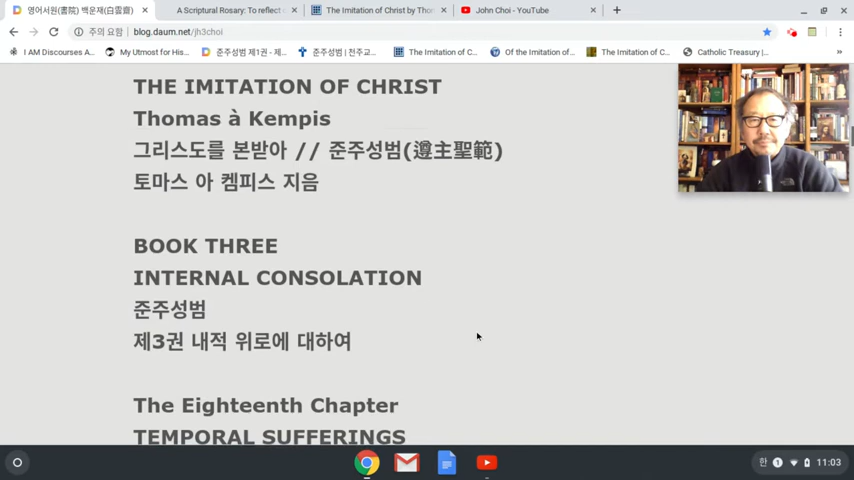 영어서원(書院) 백운재(白雲齋)
A Scriptural Rosary: To reflect
The Imitation of Christ by Tho
John Choi - YouTube
주의 요함
blog.daum.net/jh3choi
I AM Discourses A...
My Utmost for His...
준주성범 제1권 - 제...
준주성범 | 천주교...
The Imitation of C...
Of the Imitation of...
The Imitation of C...
Catholic Treasury |...
»
THE IMITATION OF CHRIST
Thomas à Kempis
그리스도를 본받아 // 준주성범(遵主聖範)
토마스 아 켐피스 지음
BOOK THREE
INTERNAL CONSOLATION
준주성범
제3권 내적 위로에 대하여
The Eighteenth Chapter
TEMPORAL SUFFERINGS
한 1 11:03